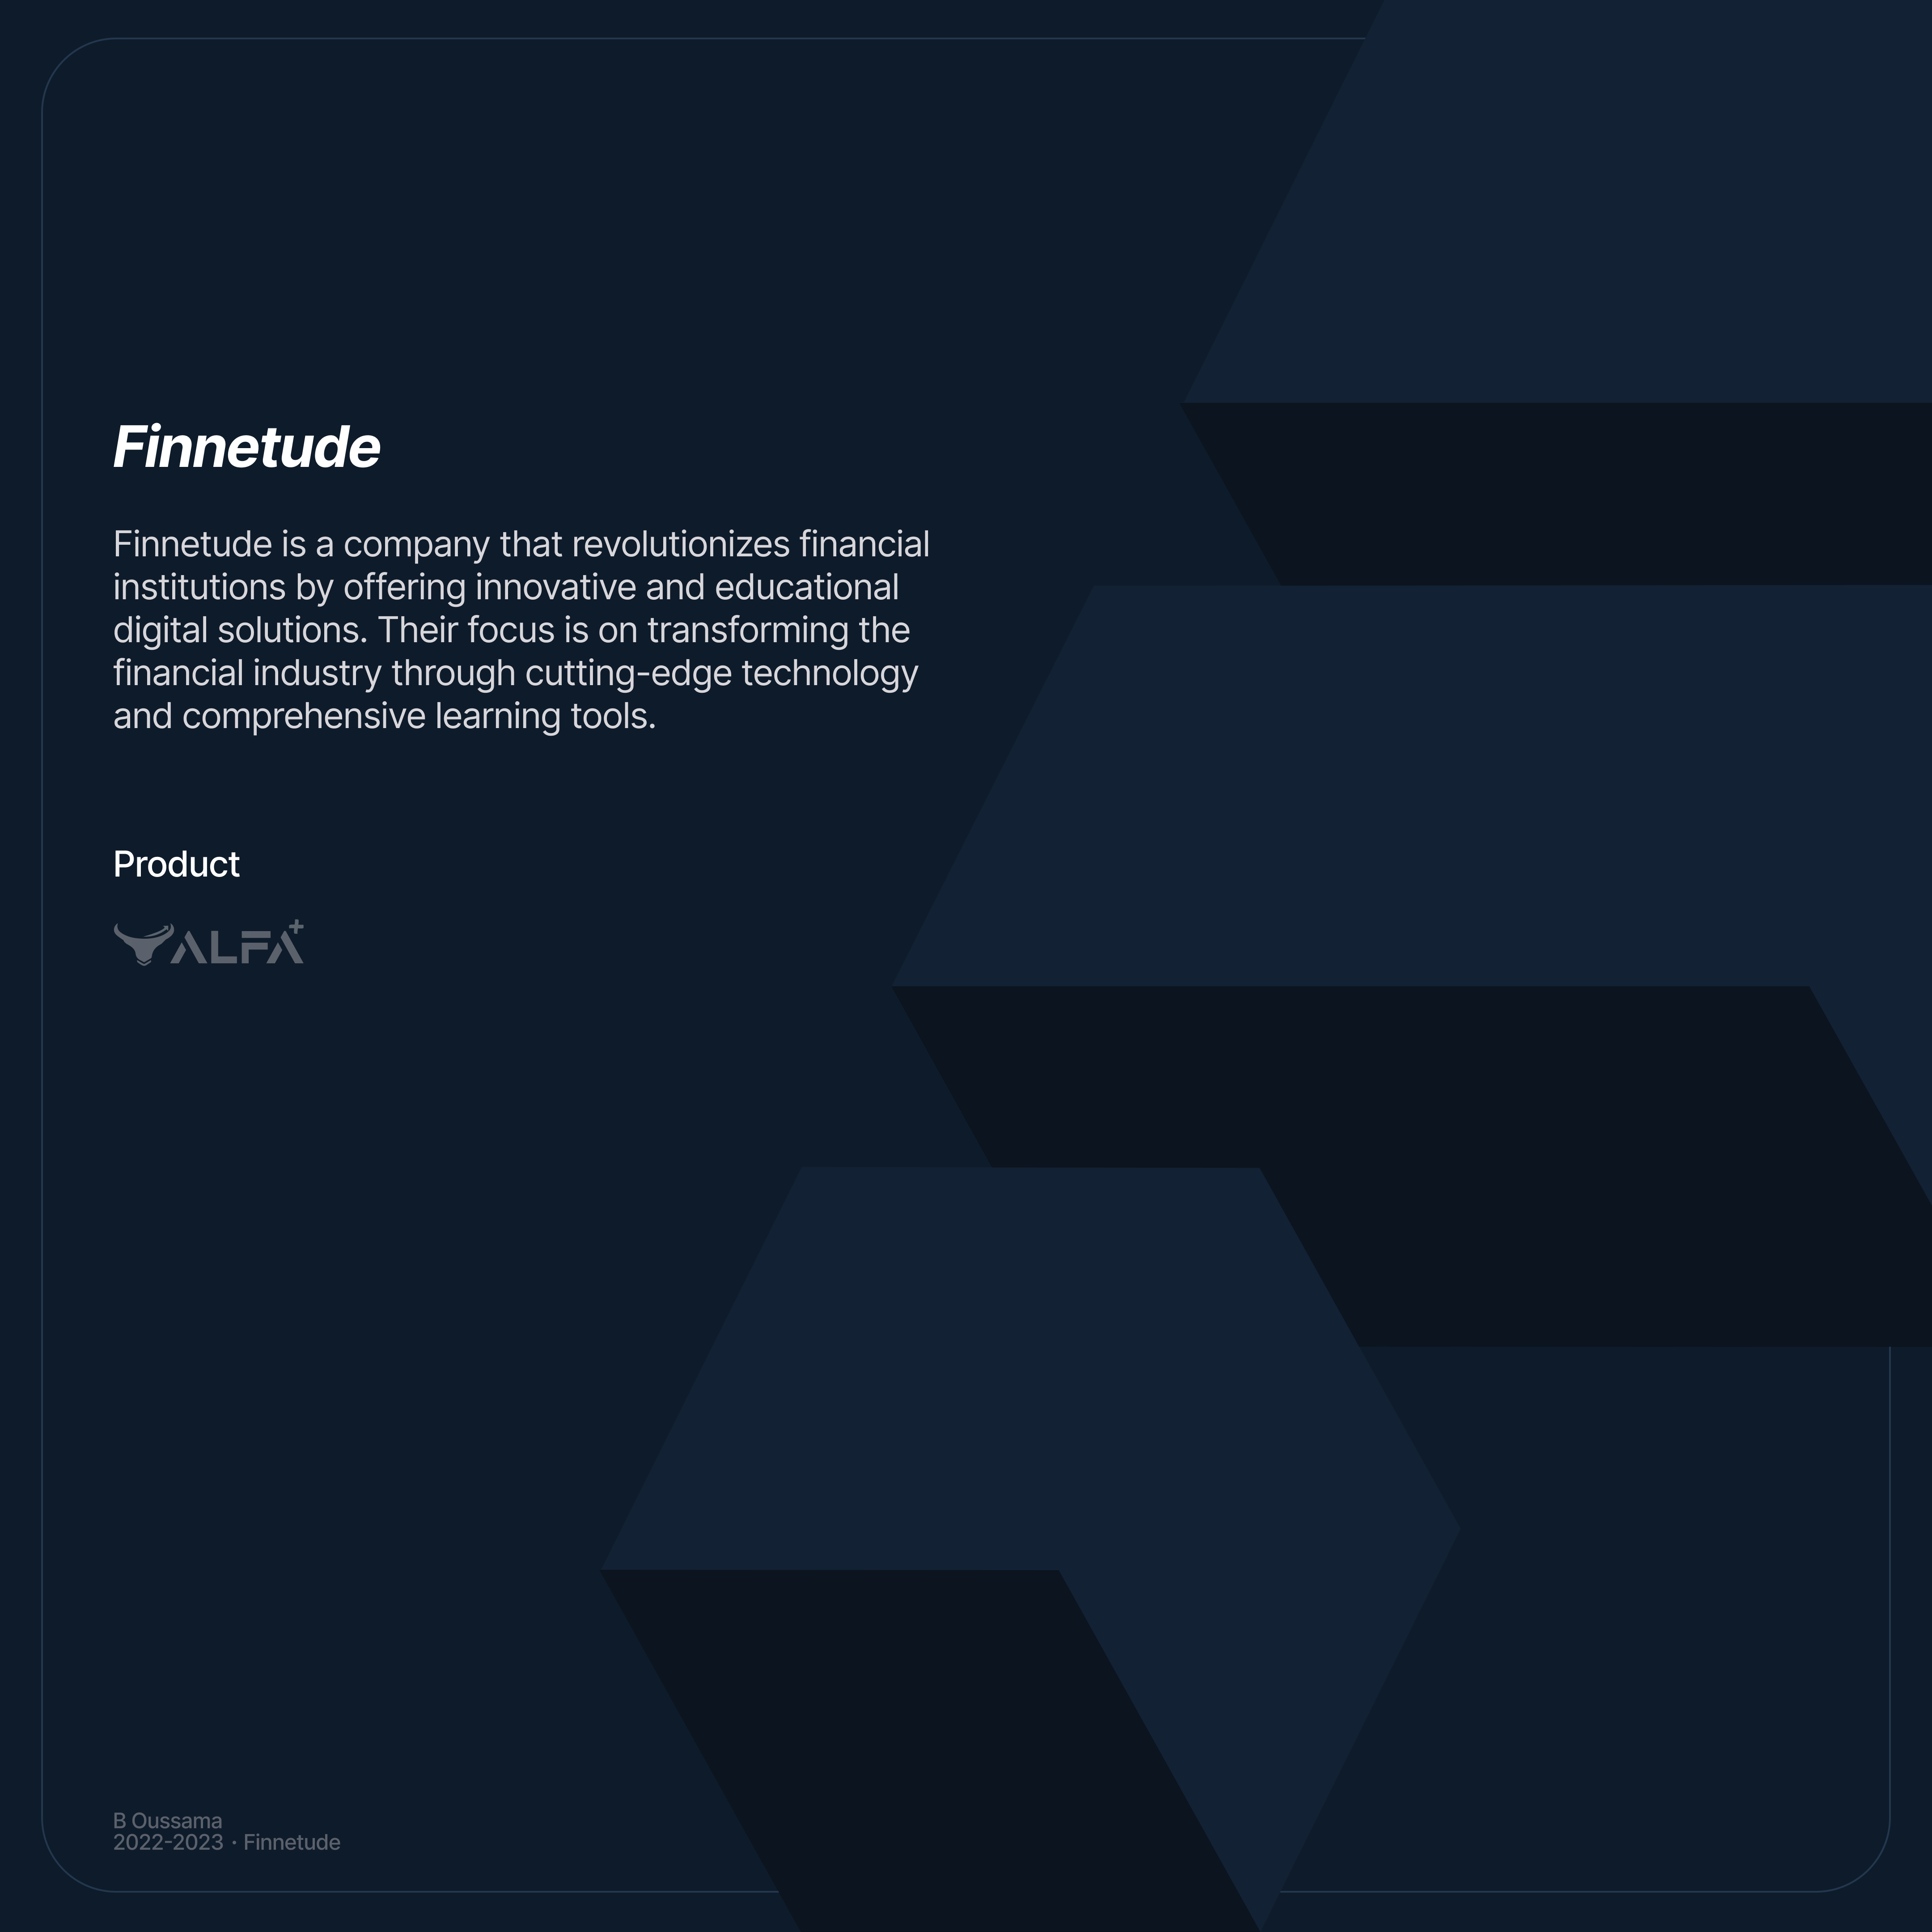 Finnetude
Finnetude is a company that revolutionizes financial
institutions by offering innovative and educational
digital solutions. Their focus is on transforming the
financial industry through cutting-edge technology
and comprehensive learning tools.
Product
ALFA+
B Oussama
2022-2023 · Finnetude